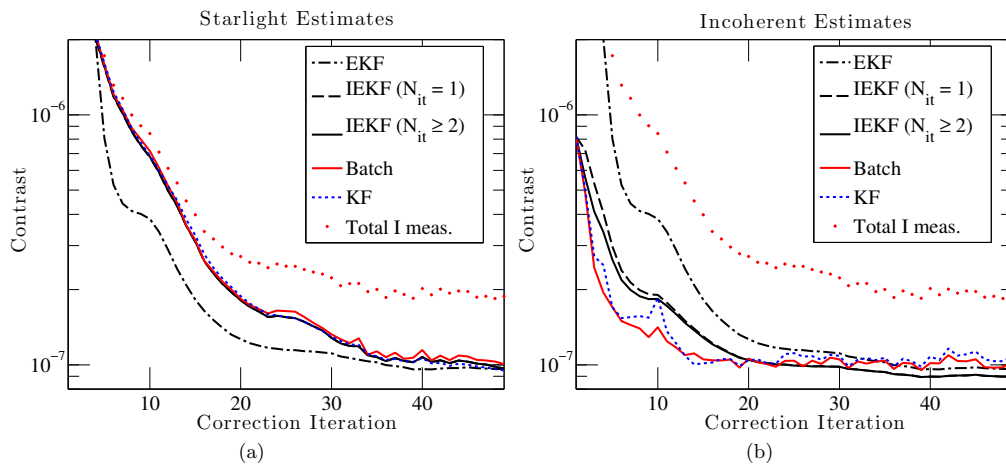 Starlight Estimates
EKF
IEKF (N_it = 1)
IEKF (N_it ≥ 2)
Batch
KF
Total I meas.
10^-6
10^-7
Contrast
10
20
30
40
Correction Iteration
(a)
Incoherent Estimates
EKF
IEKF (N_it = 1)
IEKF (N_it ≥ 2)
Batch
KF
Total I meas.
10^-6
10^-7
Contrast
10
20
30
40
Correction Iteration
(b)